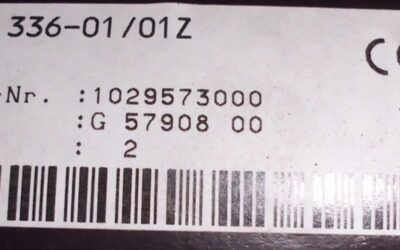 336-01/01Z
-Nr. :1029573000
:G 57908 00
: 2